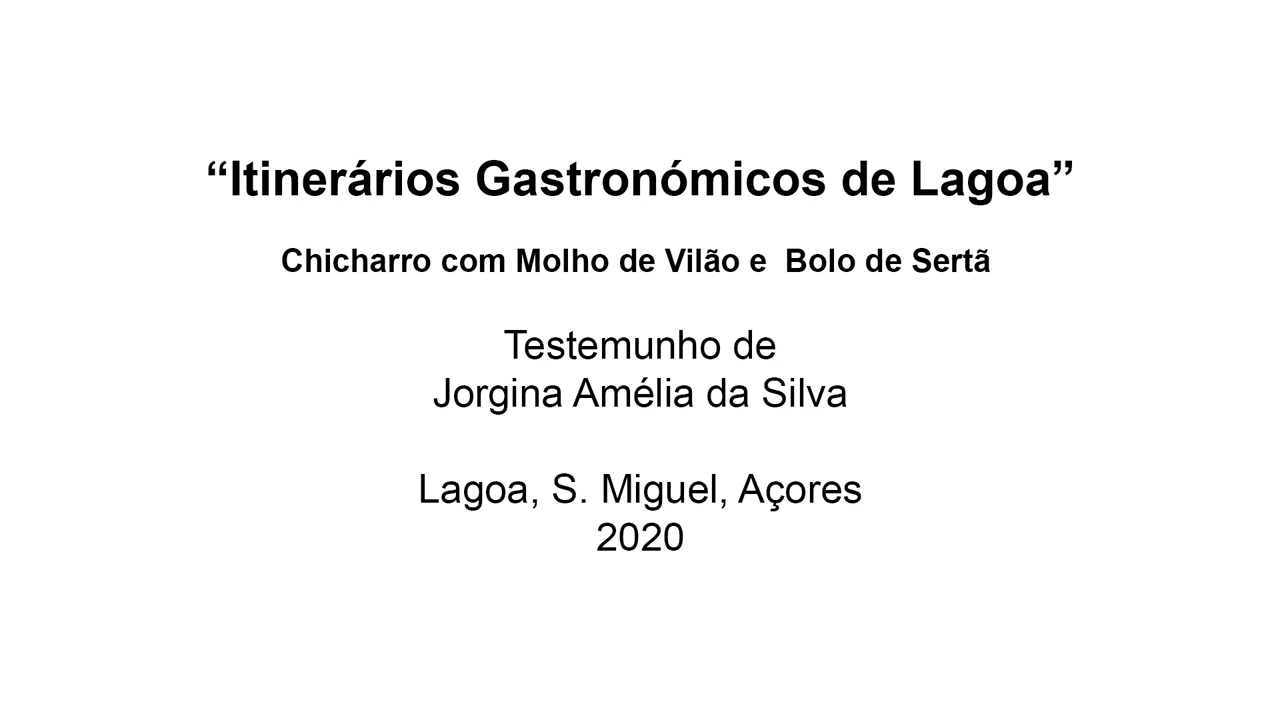 “Itinerários Gastronómicos de Lagoa”
Chicharro com Molho de Vilão e  Bolo de Sertã
Testemunho de
Jorgina Amélia da Silva
Lagoa, S. Miguel, Açores
2020